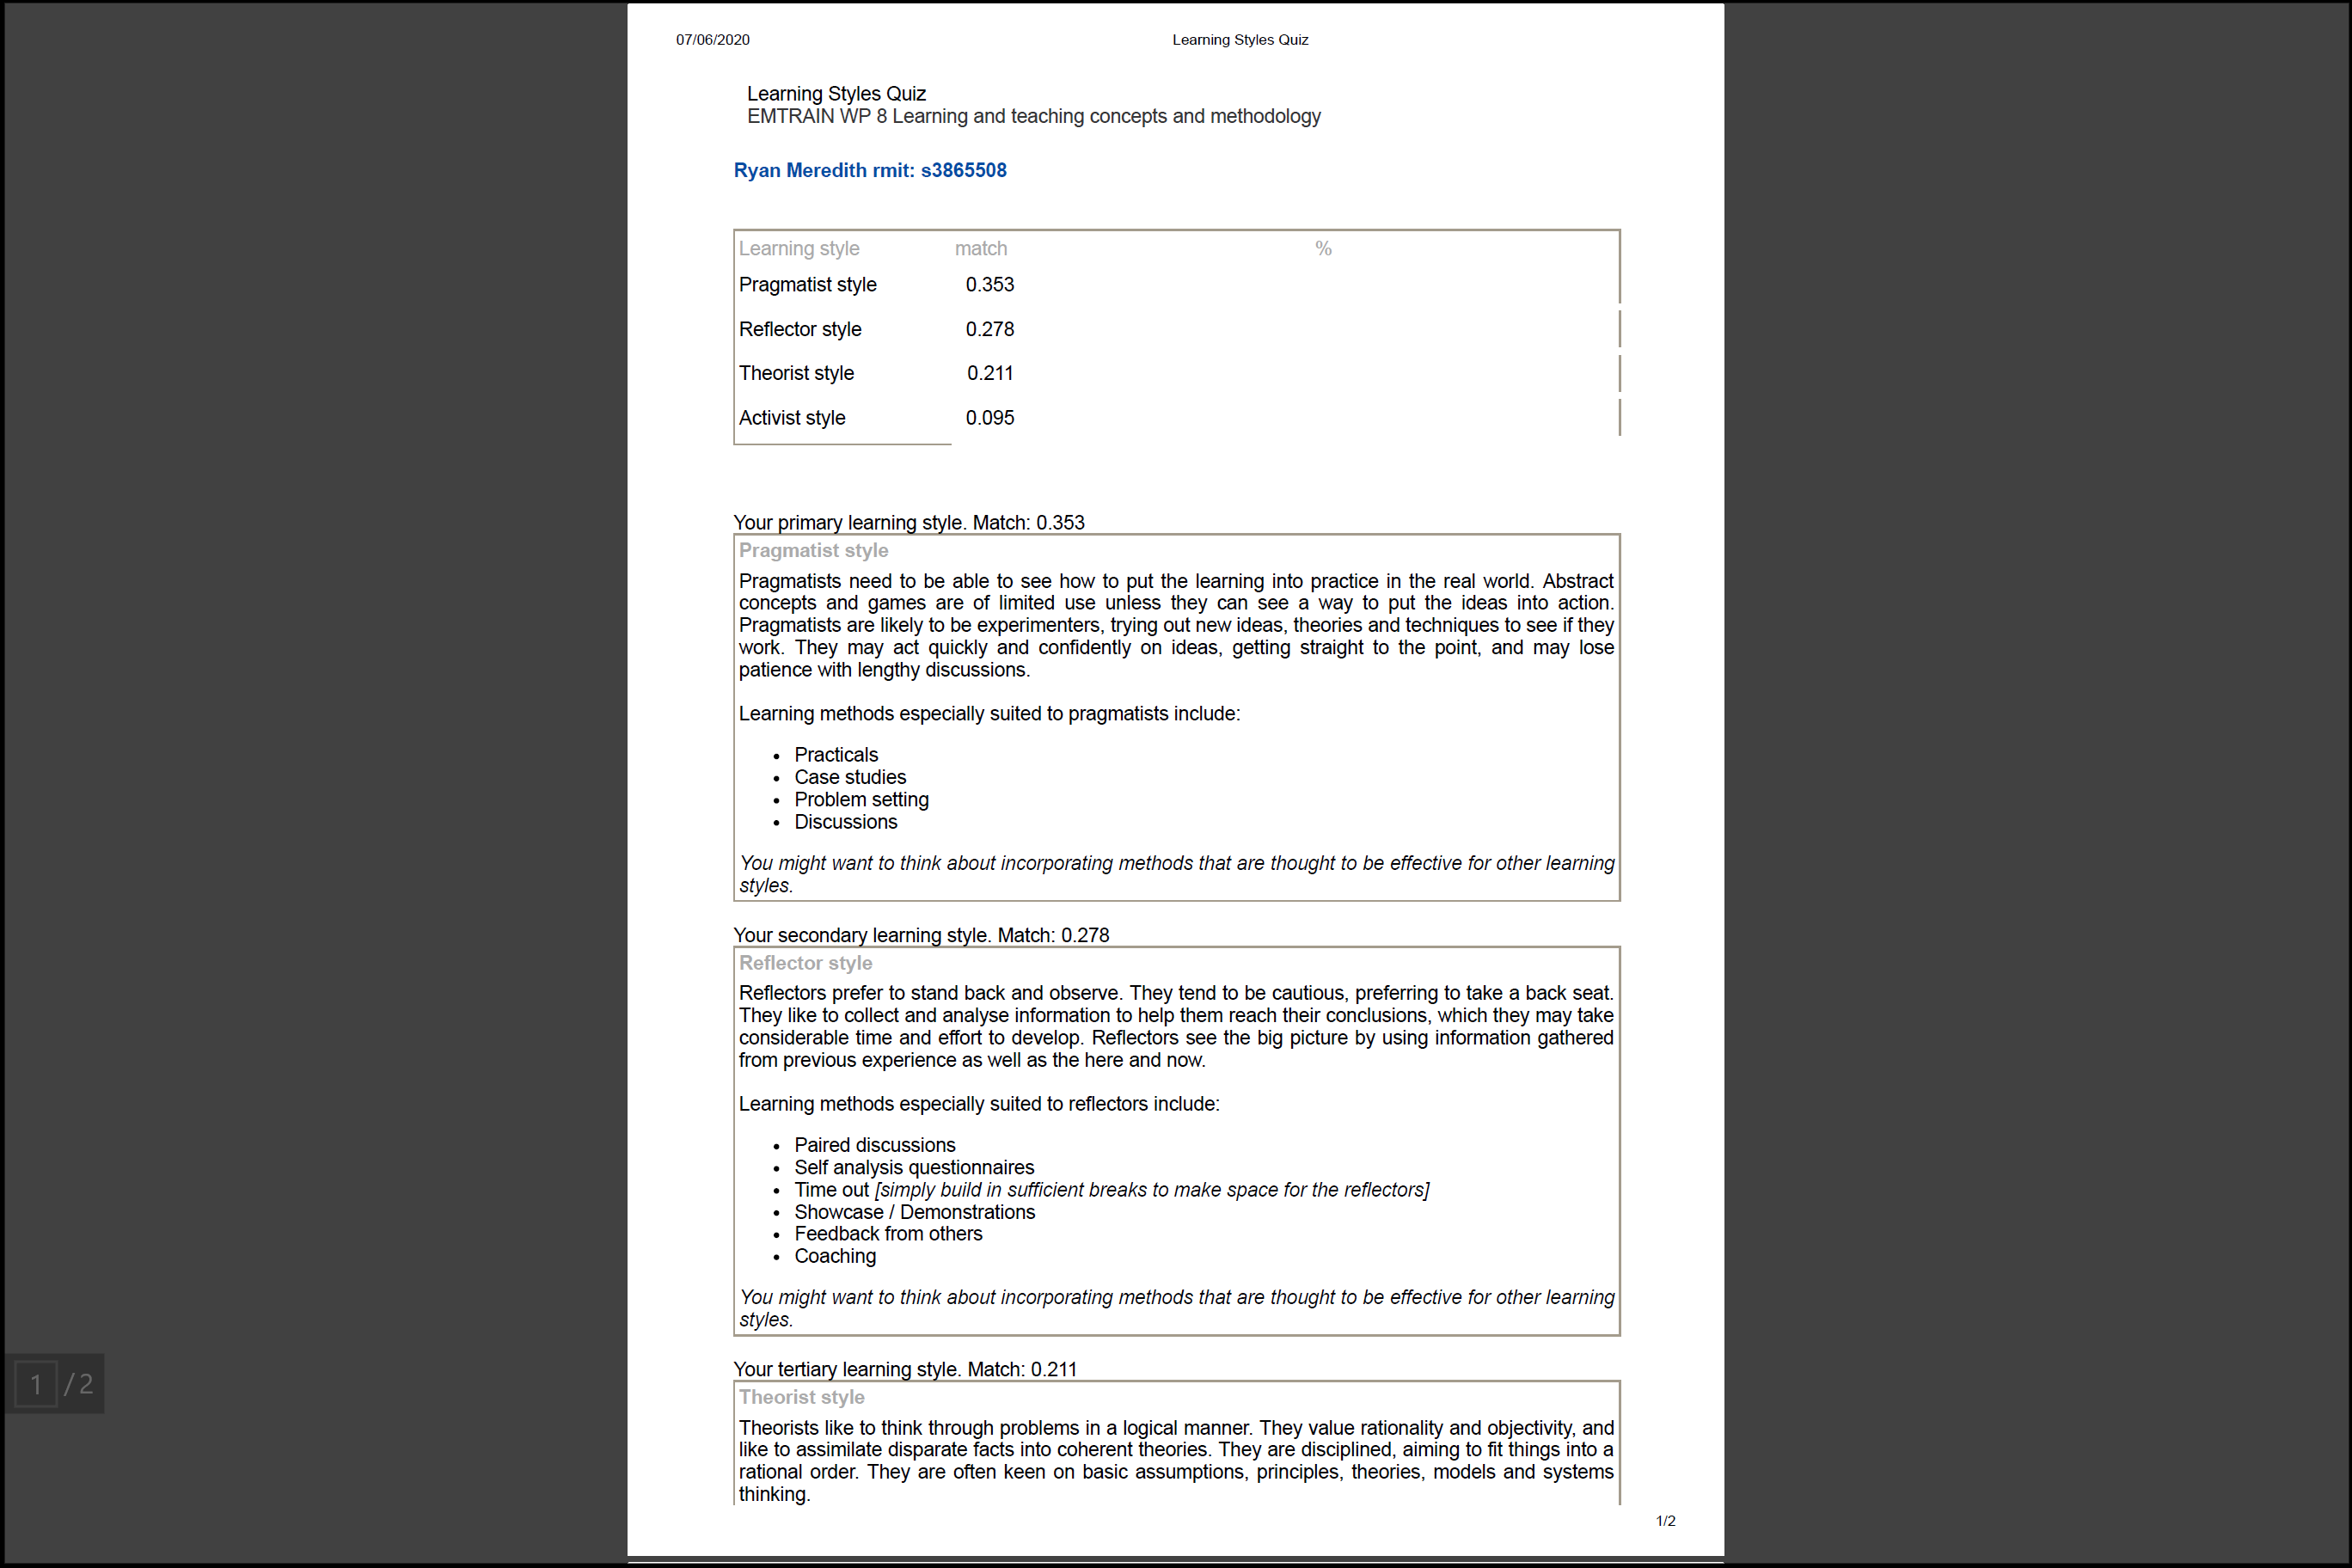 07/06/2020 Learning Styles Quiz
Learning Styles Quiz
EMTRAIN WP 8 Learning and teaching concepts and methodology
Ryan Meredith rmit: s3865508
Learning style match %
Pragmatist style 0.353
Reflector style 0.278
Theorist style 0.211
Activist style 0.095
Your primary learning style. Match: 0.353
Pragmatist style
Pragmatists need to be able to see how to put the learning into practice in the real world. Abstract
concepts and games are of limited use unless they can see a way to put the ideas into action.
Pragmatists are likely to be experimenters, trying out new ideas, theories and techniques to see if they
work. They may act quickly and confidently on ideas, getting straight to the point, and may lose
patience with lengthy discussions.
Learning methods especially suited to pragmatists include:
• Practicals
• Case studies
• Problem setting
• Discussions
You might want to think about incorporating methods that are thought to be effective for other learning
styles.
Your secondary learning style. Match: 0.278
Reflector style
Reflectors prefer to stand back and observe. They tend to be cautious, preferring to take a back seat.
They like to collect and analyse information to help them reach their conclusions, which they may take
considerable time and effort to develop. Reflectors see the big picture by using information gathered
from previous experience as well as the here and now.
Learning methods especially suited to reflectors include:
• Paired discussions
• Self analysis questionnaires
• Time out [simply build in sufficient breaks to make space for the reflectors]
• Showcase / Demonstrations
• Feedback from others
• Coaching
You might want to think about incorporating methods that are thought to be effective for other learning
styles.
Your tertiary learning style. Match: 0.211
Theorist style
Theorists like to think through problems in a logical manner. They value rationality and objectivity, and
like to assimilate disparate facts into coherent theories. They are disciplined, aiming to fit things into a
rational order. They are often keen on basic assumptions, principles, theories, models and systems
thinking.
1/2
1 / 2